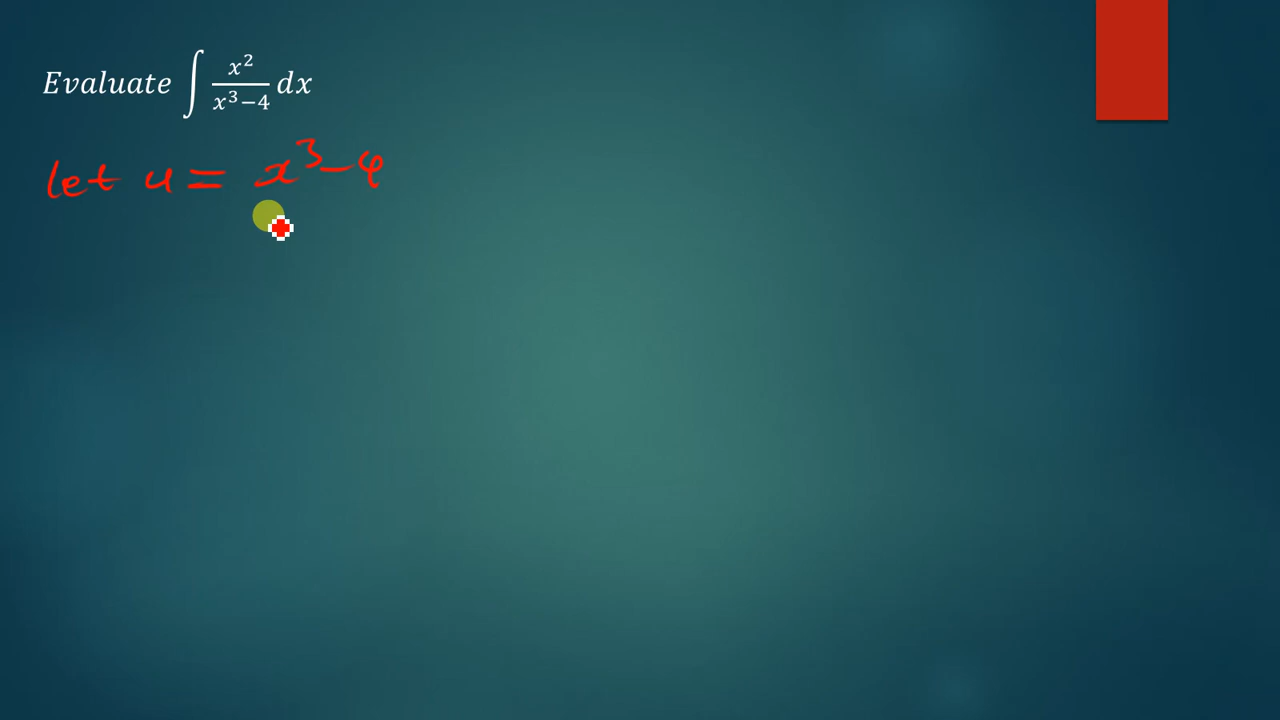 Evaluate ∫ x²/(x³−4) dx
let u = x³−4